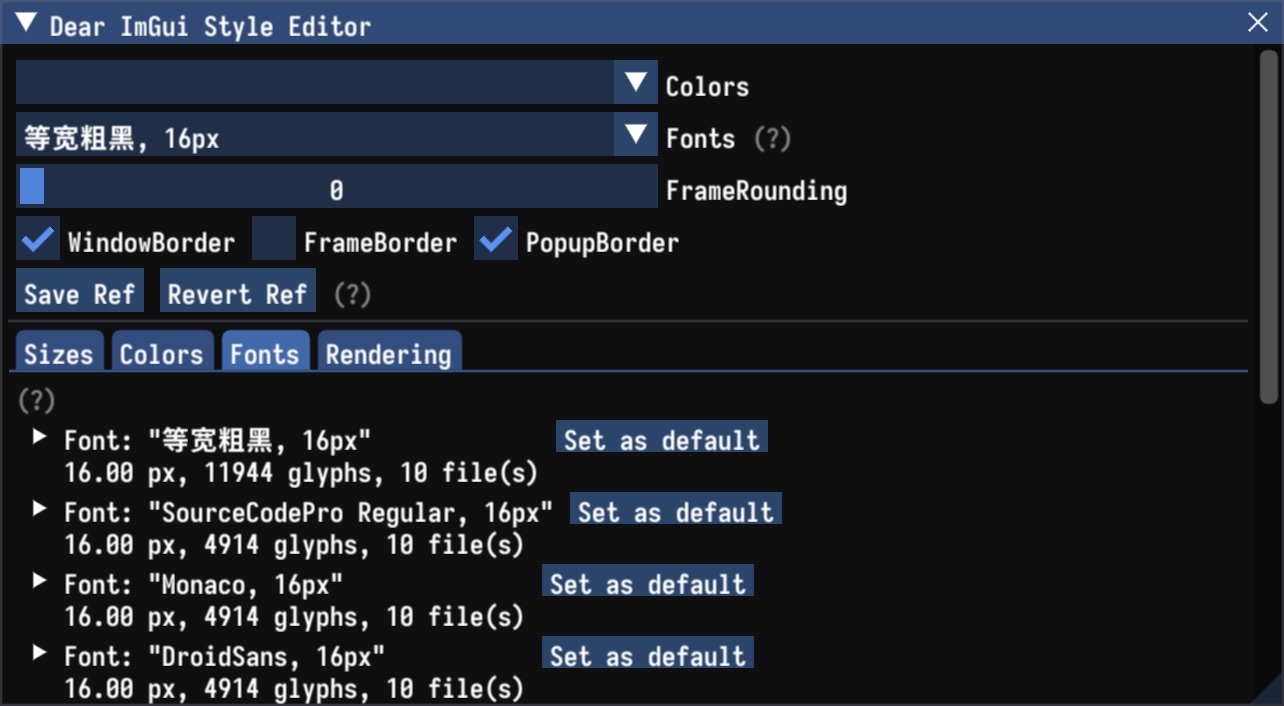 Dear ImGui Style Editor
Colors
等宽粗黑, 16px Fonts (?)
0 FrameRounding
WindowBorder FrameBorder PopupBorder
Save Ref Revert Ref (?)
Sizes Colors Fonts Rendering
(?)
Font: "等宽粗黑, 16px" Set as default
16.00 px, 11944 glyphs, 10 file(s)
Font: "SourceCodePro Regular, 16px" Set as default
16.00 px, 4914 glyphs, 10 file(s)
Font: "Monaco, 16px" Set as default
16.00 px, 4914 glyphs, 10 file(s)
Font: "DroidSans, 16px" Set as default
16.00 px, 4914 glyphs, 10 file(s)